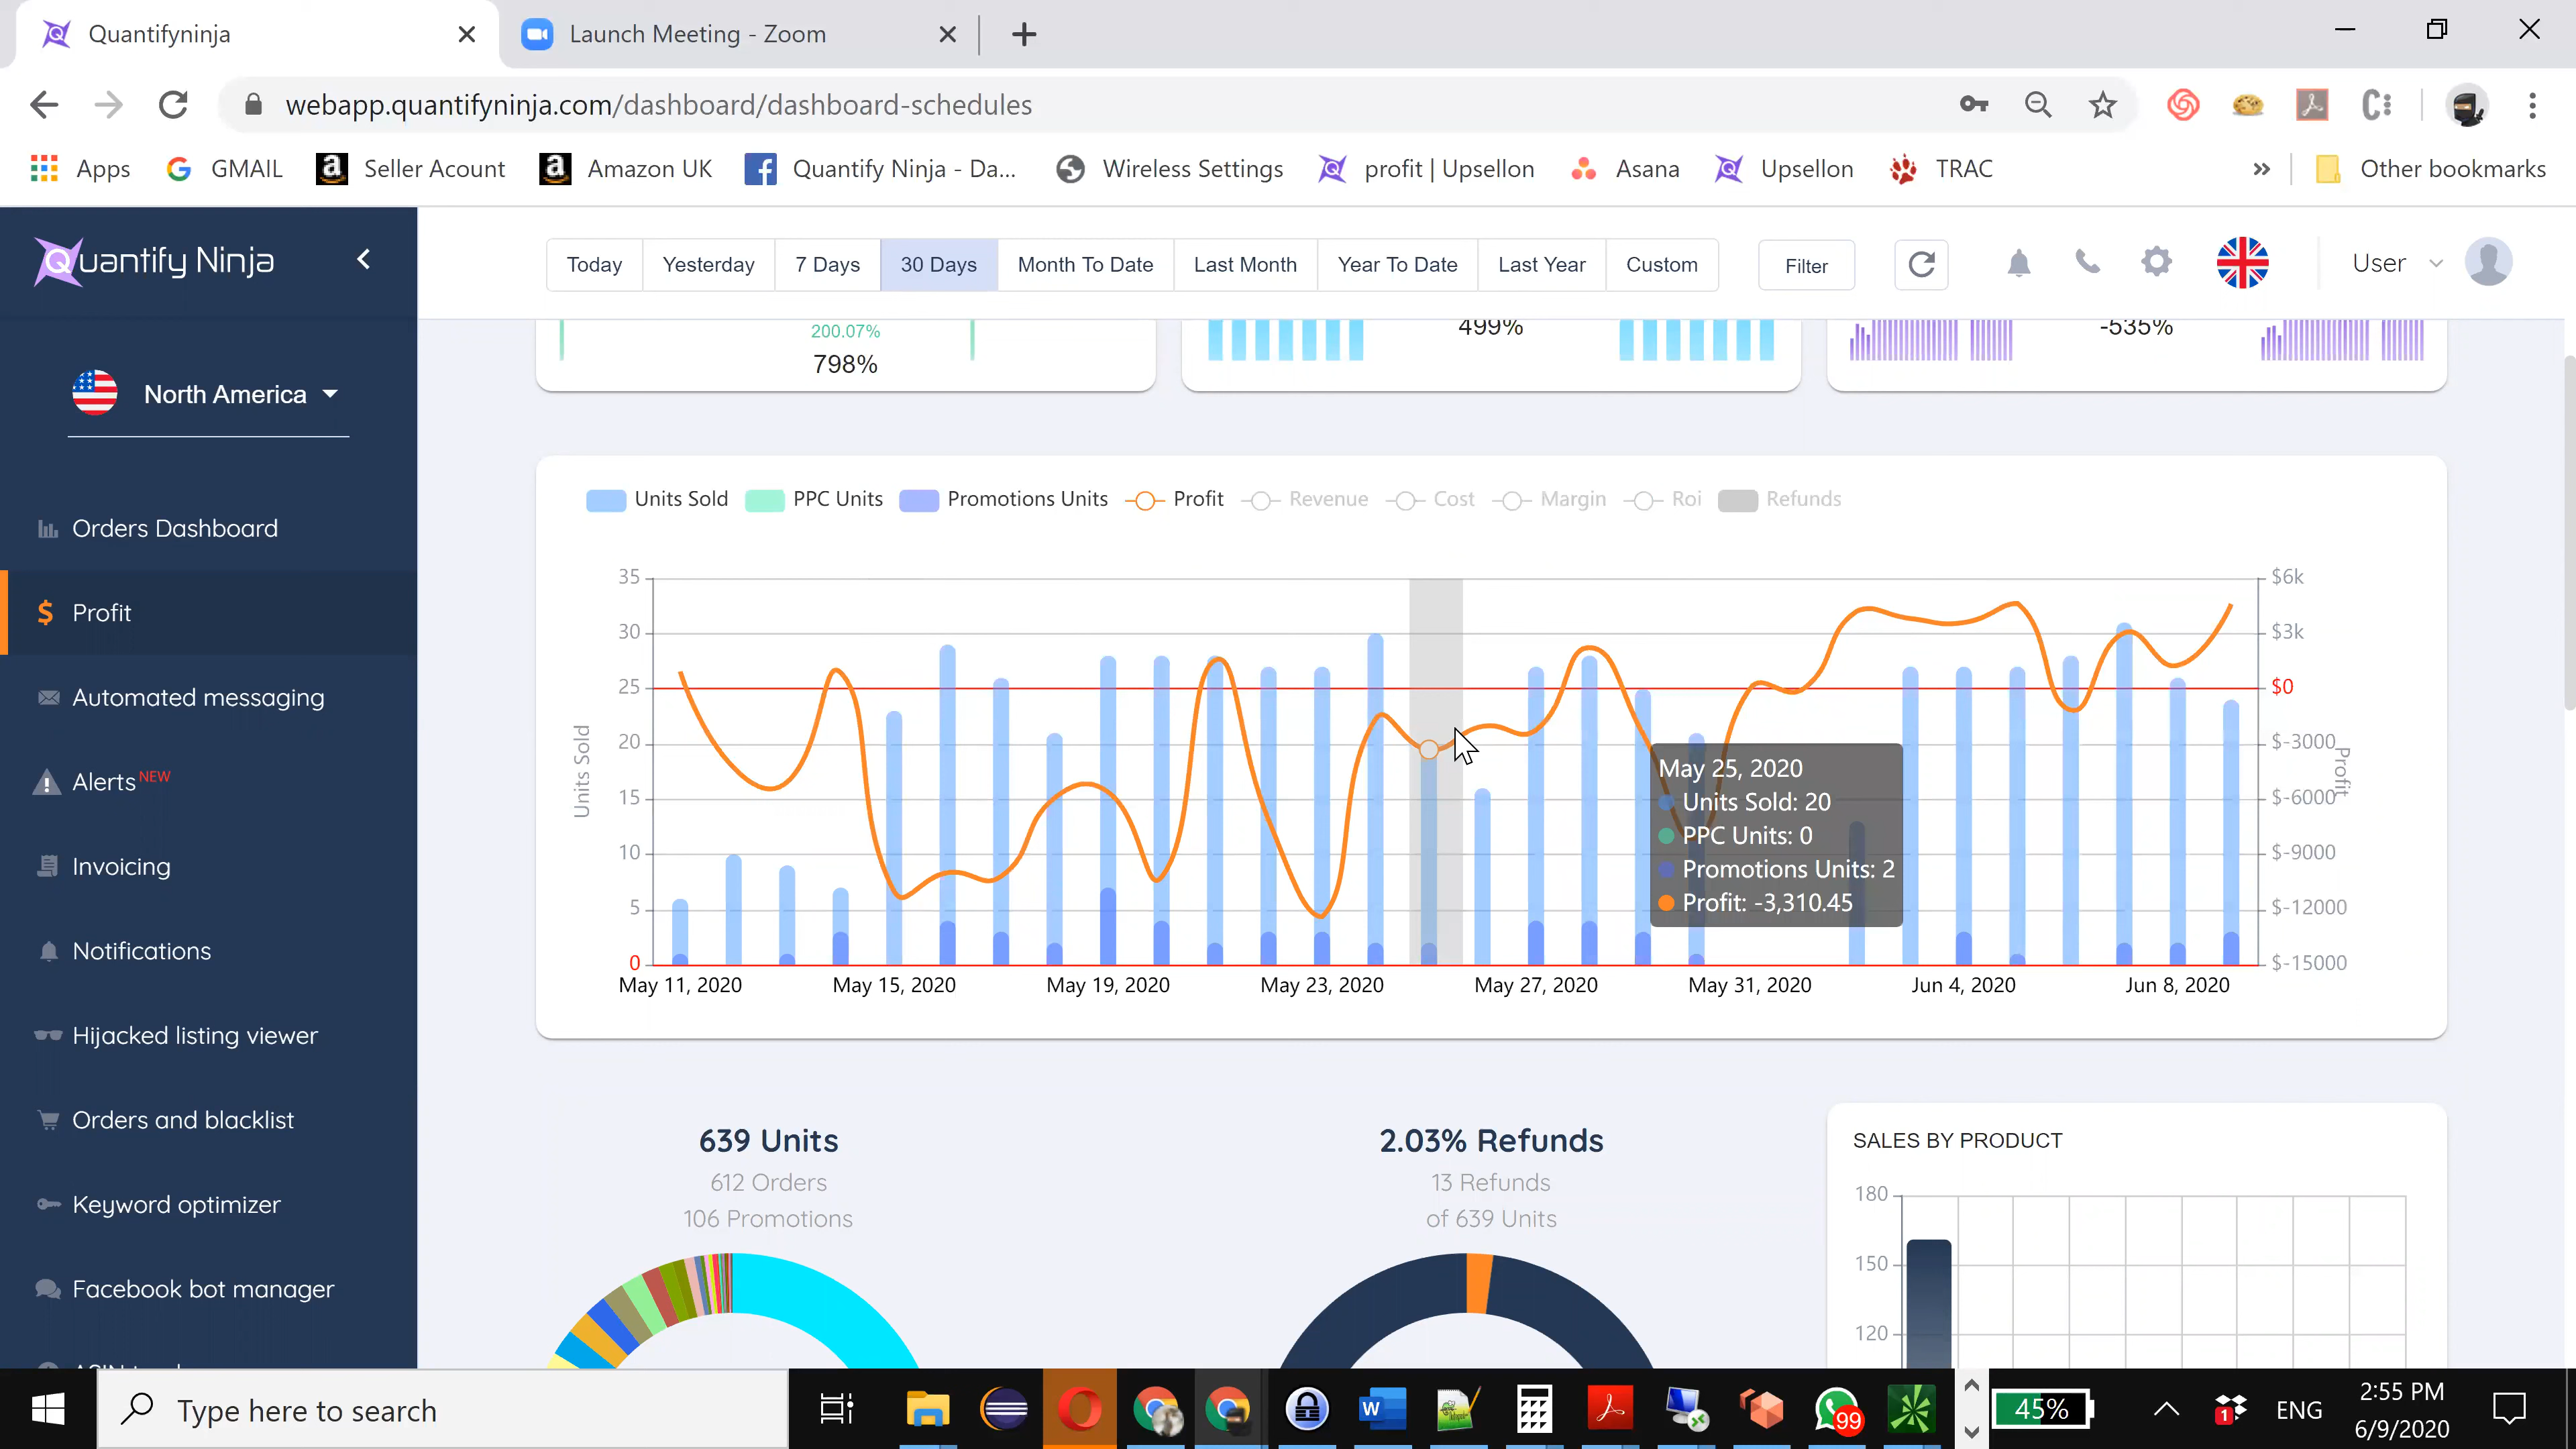 Quantifyninja
Launch Meeting - Zoom
webapp.quantifyninja.com/dashboard/dashboard-schedules
Apps GMAIL Seller Acount Amazon UK Quantify Ninja - Da... Wireless Settings profit | Upsellon Asana Upsellon TRAC Other bookmarks
Quantify Ninja
Today Yesterday 7 Days 30 Days Month To Date Last Month Year To Date Last Year Custom Filter User
North America
Orders Dashboard
Profit
Automated messaging
Alerts NEW
Invoicing
Notifications
Hijacked listing viewer
Orders and blacklist
Keyword optimizer
Facebook bot manager
200.07%
798%
499%
-535%
Units Sold PPC Units Promotions Units Profit Revenue Cost Margin Roi Refunds
35 $6k
30 $3k
25 $0
20 $-3000
15 $-6000
10 $-9000
5 $-12000
0 $-15000
Units Sold
Profit
May 25, 2020
Units Sold: 20
PPC Units: 0
Promotions Units: 2
Profit: -3,310.45
May 11, 2020 May 15, 2020 May 19, 2020 May 23, 2020 May 27, 2020 May 31, 2020 Jun 4, 2020 Jun 8, 2020
639 Units
612 Orders
106 Promotions
2.03% Refunds
13 Refunds
of 639 Units
SALES BY PRODUCT
180
150
120
Type here to search
99
45%
1
ENG
2:55 PM
6/9/2020